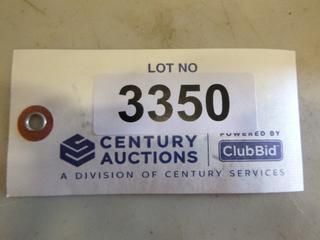 LOT NO
3350
CENTURY AUCTIONS
POWERED BY
ClubBid
A DIVISION OF CENTURY SERVICES